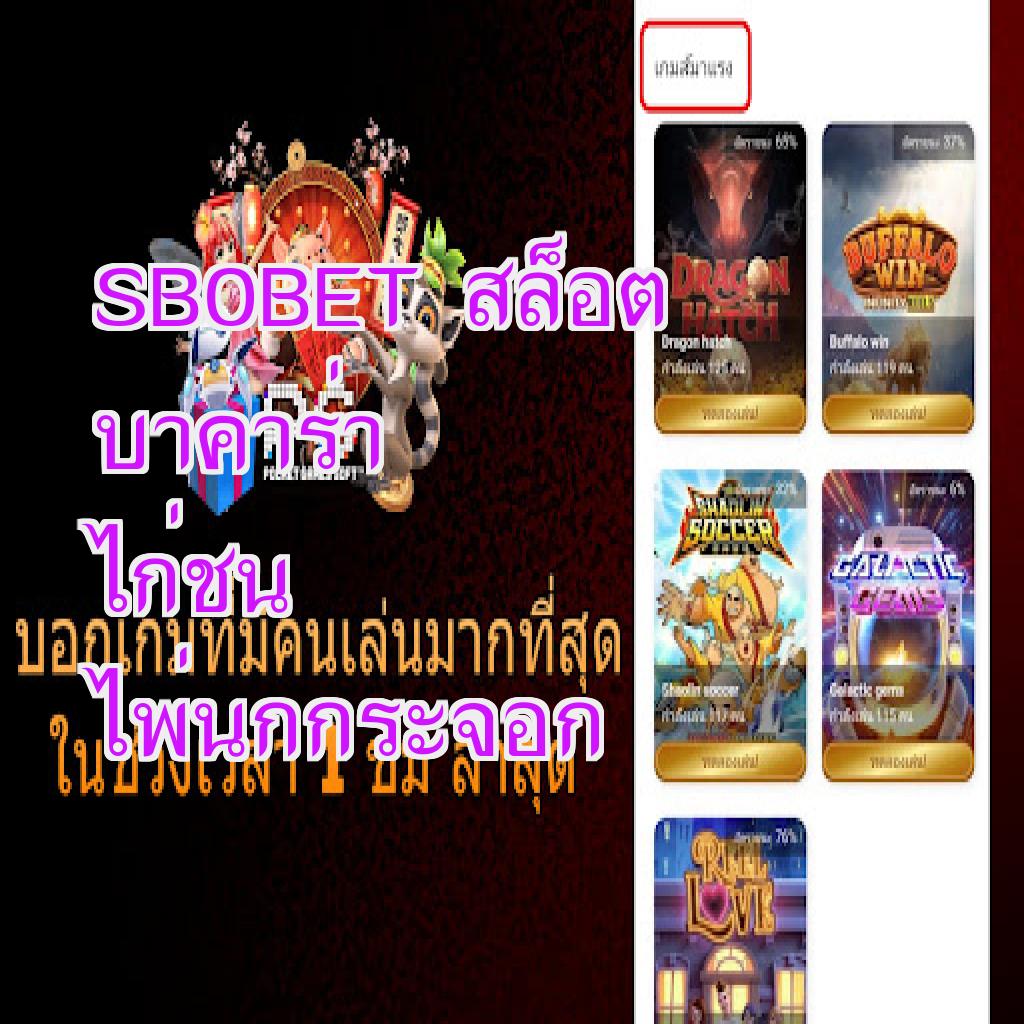 เกมส์มาแรง
SBOBET สล็อต
บาคาร่า
ไก่ชน
ไพ่นกกระจอก
POCKET GAMES SOFT
บอกเกมที่มีคนเล่นมากที่สุด
ในช่วงเวลา 1 ชม ล่าสุด
อัตราชนะ 68%
DRAGON
HATCH
Dragon hatch
กำลังเล่น 125 คน
ทดลองเล่น!
อัตราชนะ 37%
BUFFALO
WIN
Buffalo win
กำลังเล่น 119 คน
ทดลองเล่น!
SHAOLIN
SOCCER
Shaolin soccer
กำลังเล่น 117 คน
ทดลองเล่น!
อัตราชนะ 6%
GALACTIC
GEMS
Galactic gems
กำลังเล่น 115 คน
ทดลองเล่น!
อัตราชนะ 76%
REEL
LOVE